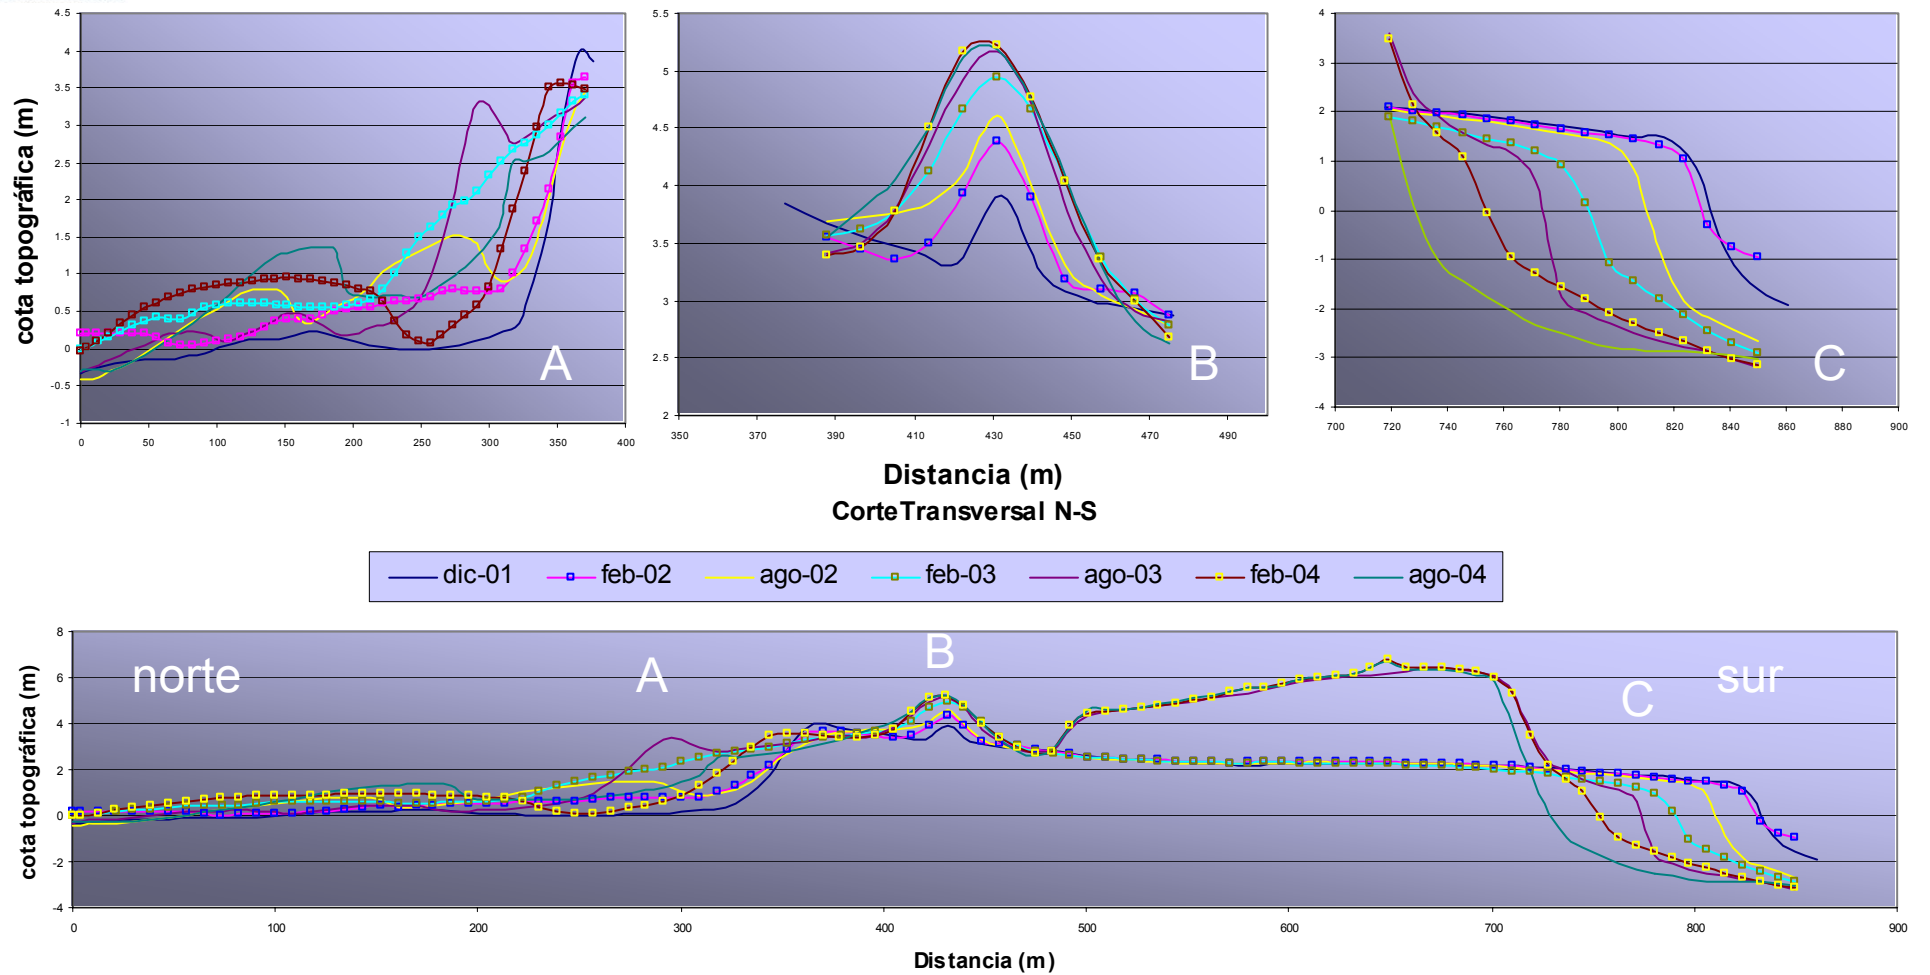 cota topográfica (m)
4.5
4
3.5
3
2.5
2
1.5
1
0.5
0
-0.5
-1
0 50 100 150 200 250 300 350 400
A
5.5
5
4.5
4
3.5
3
2.5
2
350 370 390 410 430 450 470 490
B
4
3
2
1
0
-1
-2
-3
-4
700 720 740 760 780 800 820 840 860 880 900
C
Distancia (m)
Corte Transversal N-S
dic-01 feb-02 ago-02 feb-03 ago-03 feb-04 ago-04
cota topográfica (m)
8
6
4
2
0
-2
-4
norte A B C sur
0 100 200 300 400 500 600 700 800 900
Distancia (m)